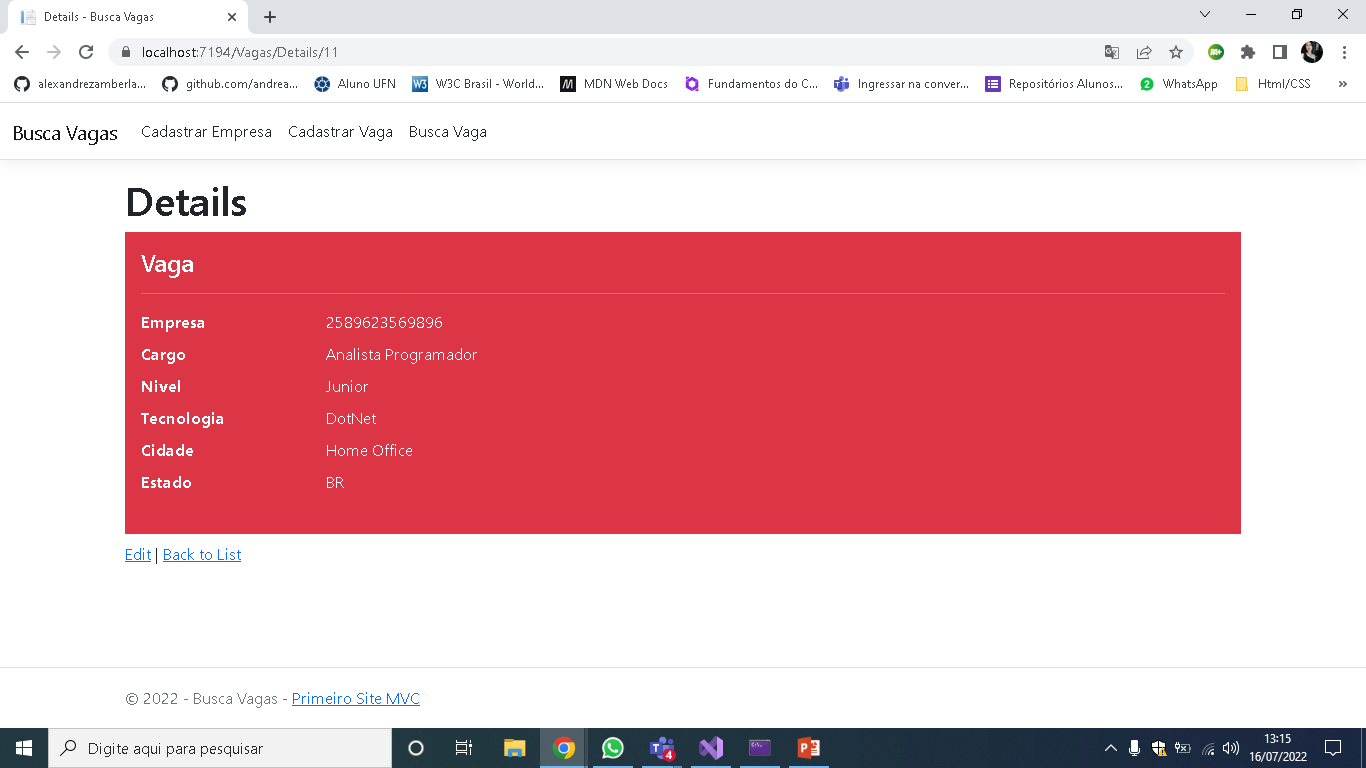 Details - Busca Vagas
localhost:7194/Vagas/Details/11
alexandrezamberla... github.com/andrea... Aluno UFN W3C Brasil - World... MDN Web Docs Fundamentos do C... Ingressar na conver... Repositórios Alunos... 2 WhatsApp Html/CSS »
Busca Vagas Cadastrar Empresa Cadastrar Vaga Busca Vaga
Details
Vaga
Empresa 2589623569896
Cargo Analista Programador
Nivel Junior
Tecnologia DotNet
Cidade Home Office
Estado BR
Edit | Back to List
© 2022 - Busca Vagas - Primeiro Site MVC
Digite aqui para pesquisar 4 13:15
16/07/2022